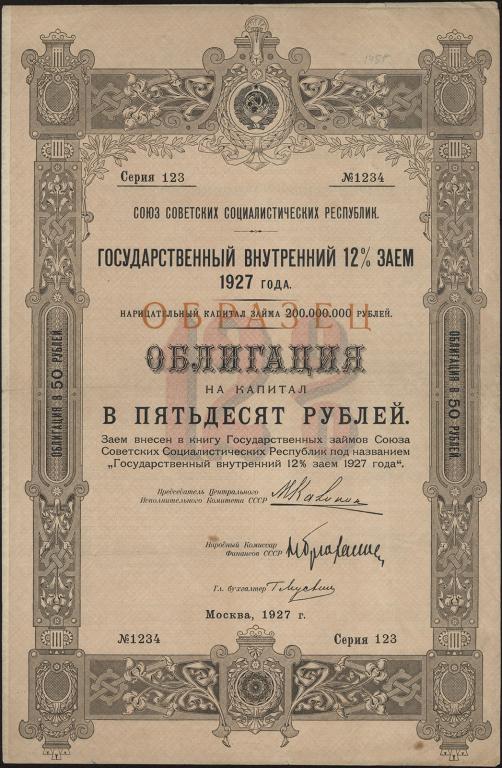 Серия 123 №1234
СОЮЗ СОВЕТСКИХ СОЦИАЛИСТИЧЕСКИХ РЕСПУБЛИК.
ГОСУДАРСТВЕННЫЙ ВНУТРЕННИЙ 12% ЗАЕМ
1927 ГОДА.
НАРИЦАТЕЛЬНЫЙ КАПИТАЛ ЗАЙМА 200.000.000 РУБЛЕЙ.
ОБРАЗЕЦ
ОБЛИГАЦИЯ
НА КАПИТАЛ
В ПЯТЬДЕСЯТ РУБЛЕЙ.
Заем внесен в книгу Государственных займов Союза
Советских Социалистических Республик под названием
„Государственный внутренний 12% заем 1927 года“.
Председатель Центрального
Исполнительного Комитета СССР
Народный Комиссар
Финансов СССР
Гл. бухгалтер
Москва, 1927 г.
№1234 Серия 123
ОБЛИГАЦИЯ В 50 РУБЛЕЙ
ОБЛИГАЦИЯ В 50 РУБЛЕЙ